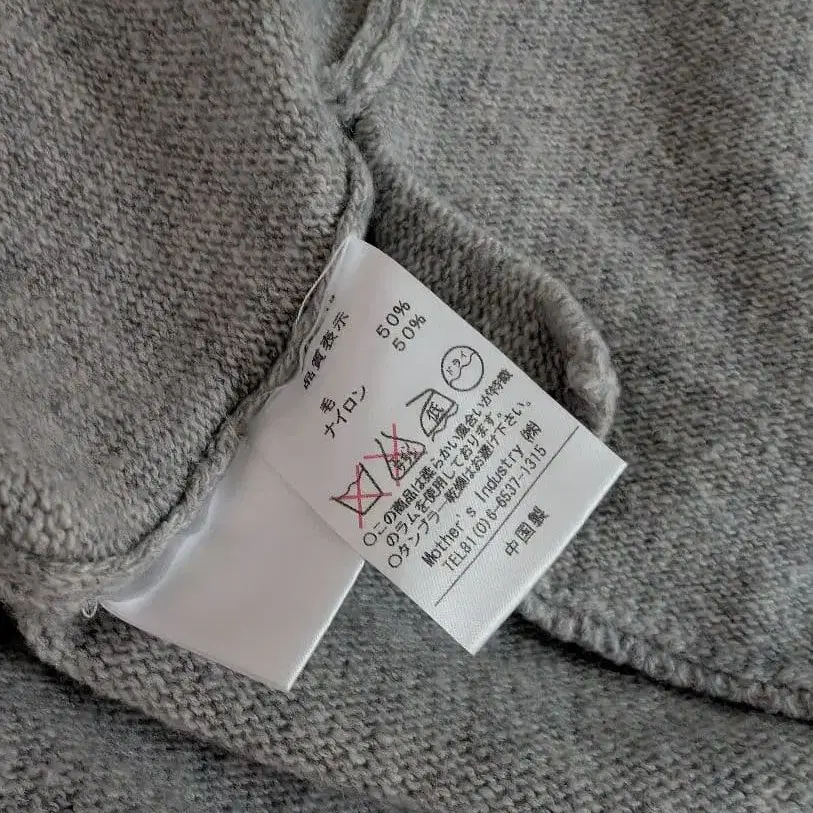 品質表示
毛 50%
ナイロン 50%
低
ドライ
○この商品は柔らかい風合いが特徴
のラムを使用しております。
○タンブラー乾燥はお避け下さい。
Mother's Industry (株)
TEL81(0)6-6537-1315
中国製